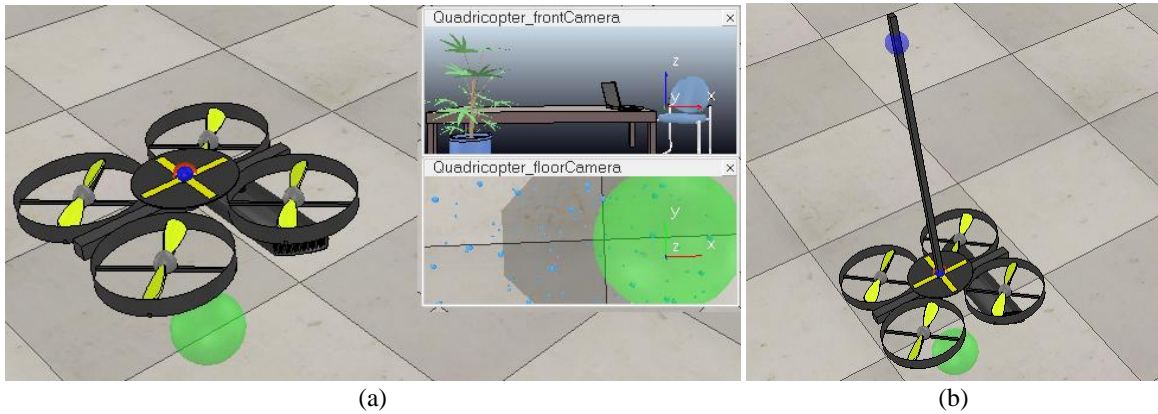 Quadricopter_frontCamera
z
y
x
Quadricopter_floorCamera
y
z
x
(a)
(b)